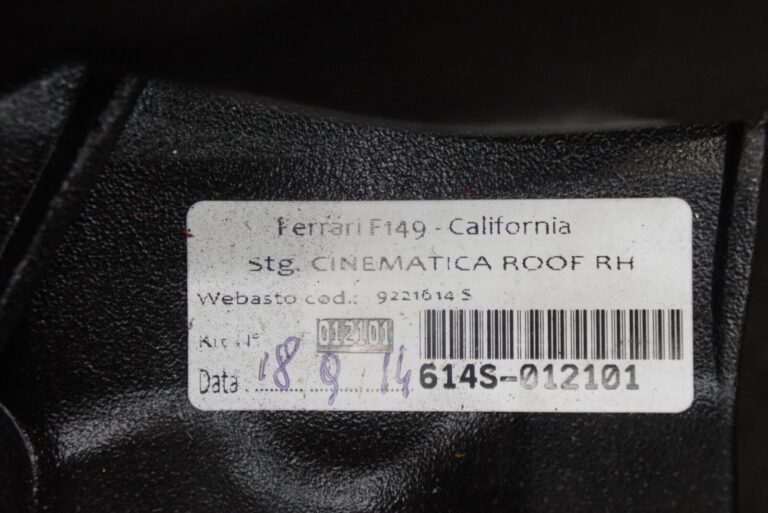 Ferrari F149 - California
Stg. CINEMATICA ROOF RH
Webasto cod.: 9221614 S
Kit N° 012101
Data 18 9 14
614S-012101